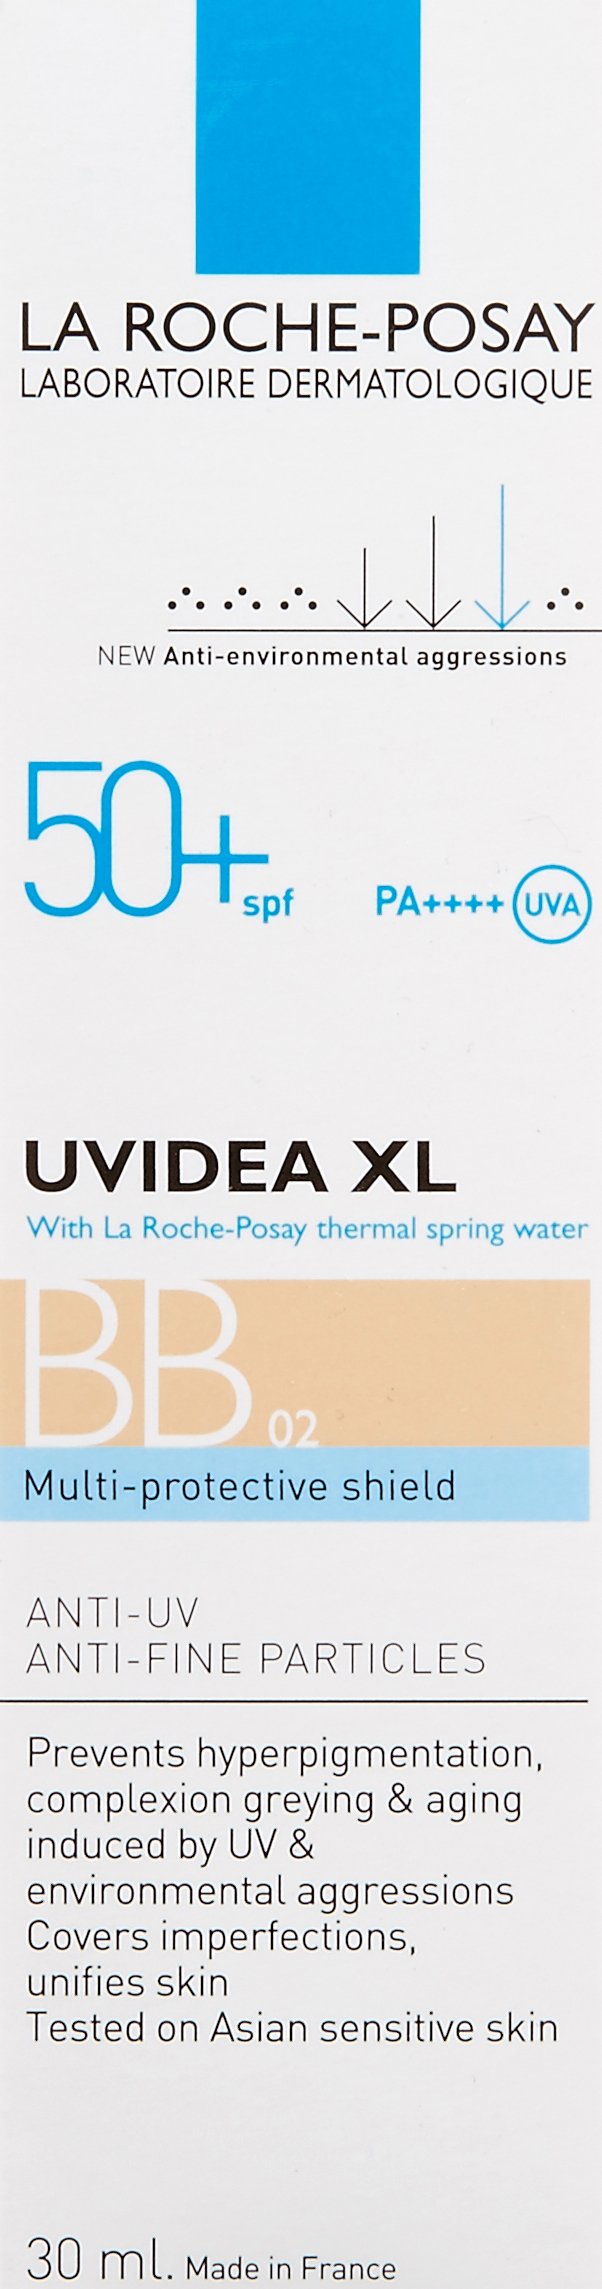 LA ROCHE-POSAY
LABORATOIRE DERMATOLOGIQUE
NEW Anti-environmental aggressions
50+ spf PA++++ UVA
UVIDEA XL
With La Roche-Posay thermal spring water
BB 02
Multi-protective shield
ANTI-UV
ANTI-FINE PARTICLES
Prevents hyperpigmentation,
complexion greying & aging
induced by UV &
environmental aggressions
Covers imperfections,
unifies skin
Tested on Asian sensitive skin
30 ml. Made in France